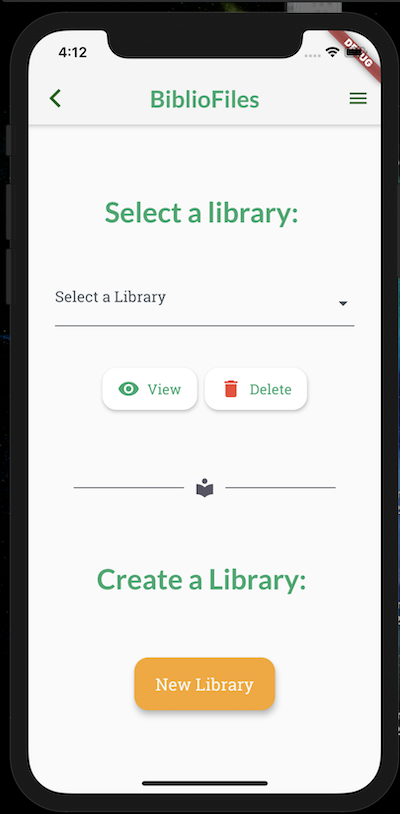 4:12
DEBUG
BiblioFiles
Select a library:
Select a Library
View
Delete
Create a Library:
New Library